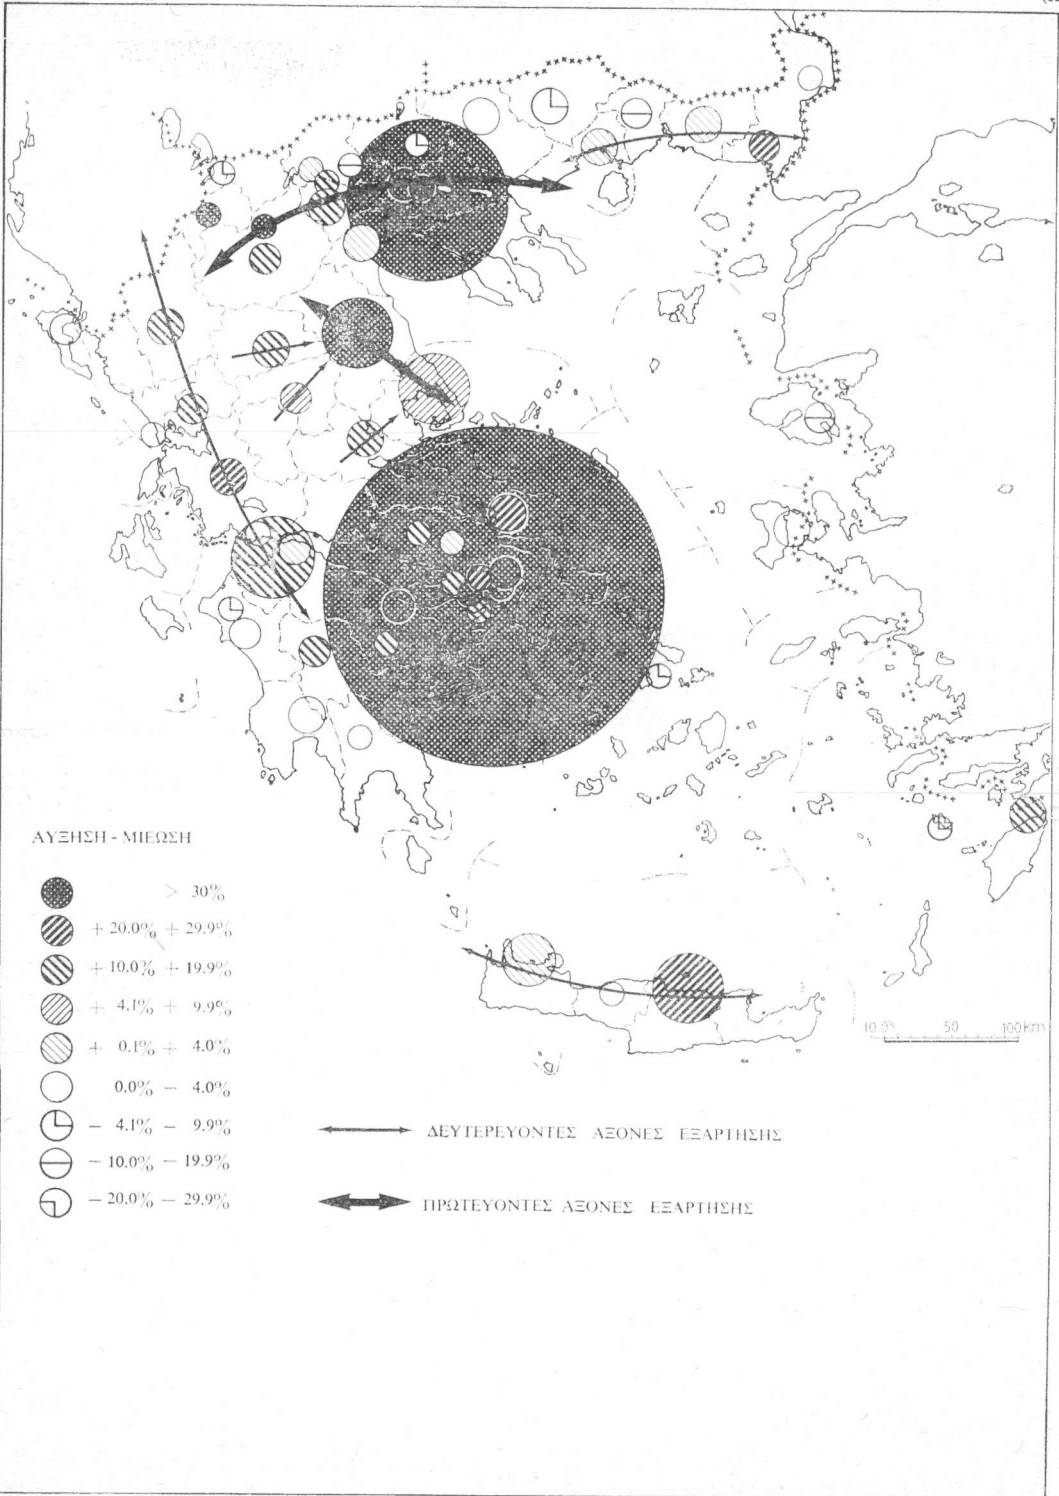 ΑΥΞΗΣΗ - ΜΙΕΩΣΗ
> 30%
+ 20.0% + 29.9%
+ 10.0% + 19.9%
+ 4.1% + 9.9%
+ 0.1% + 4.0%
0.0% - 4.0%
- 4.1% - 9.9%
- 10.0% - 19.9%
- 20.0% - 29.9%
50 100km
ΔΕΥΤΕΡΕΥΟΝΤΕΣ ΑΞΟΝΕΣ ΕΞΑΡΤΗΣΗΣ
ΠΡΩΤΕΥΟΝΤΕΣ ΑΞΟΝΕΣ ΕΞΑΡΤΗΣΗΣ